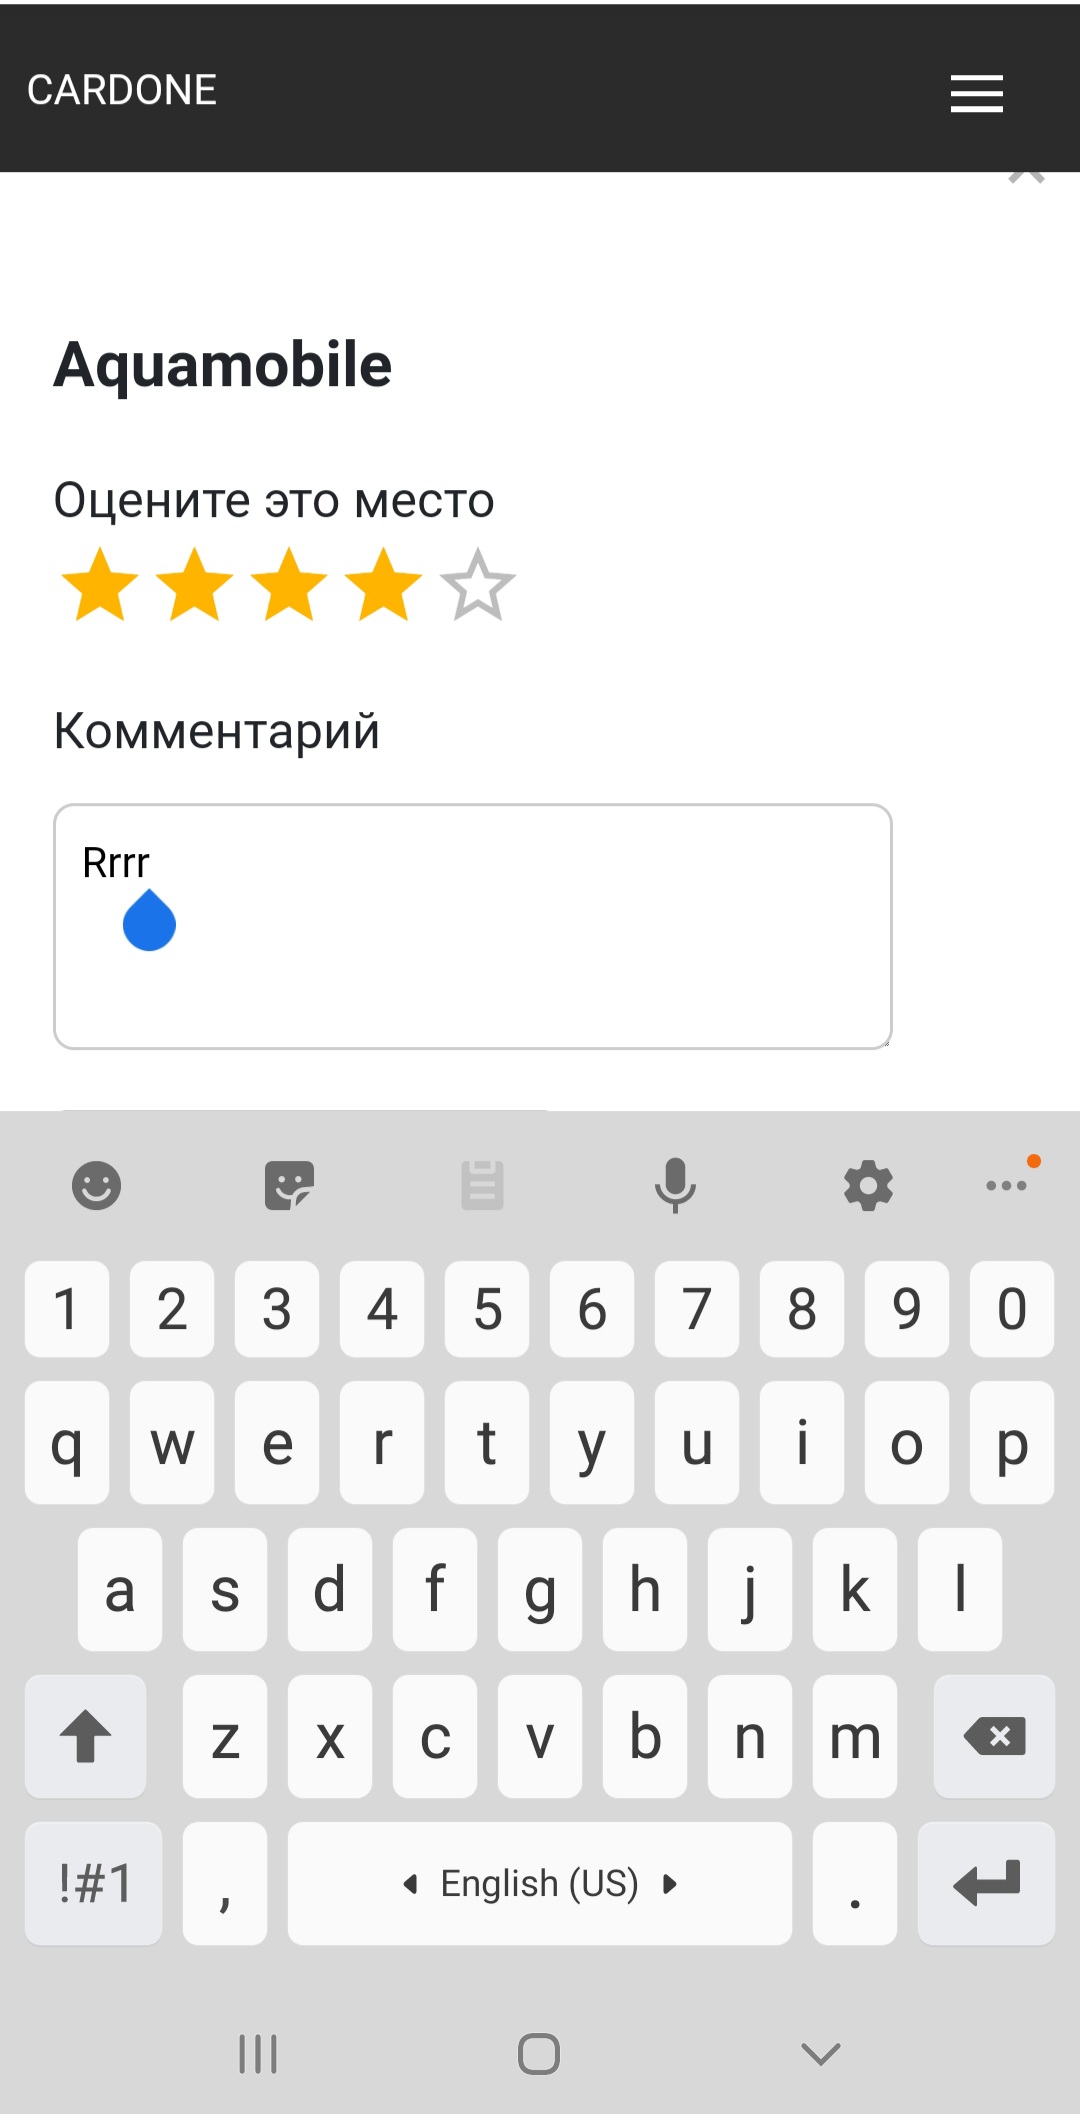 CARDONE
Aquamobile
Оцените это место
Комментарий
Rrrr
1 2 3 4 5 6 7 8 9 0
q w e r t y u i o p
a s d f g h j k l
z x c v b n m
!#1 , English (US) .